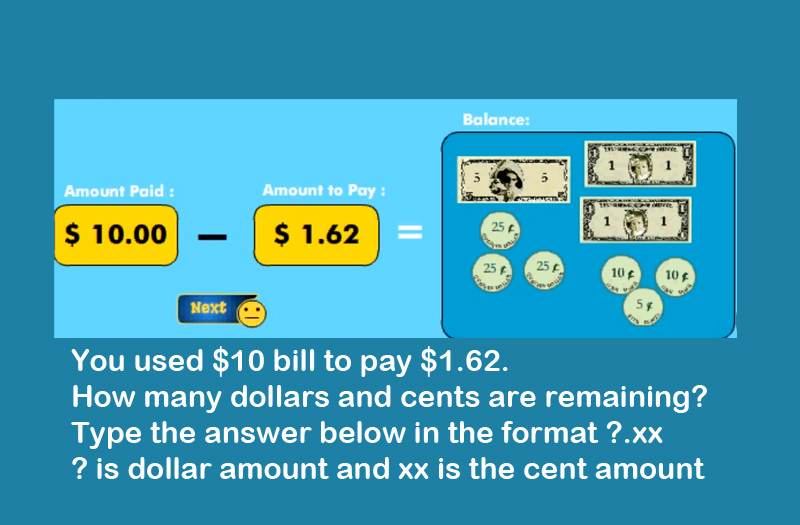 Balance:
Amount Paid :
Amount to Pay :
$ 10.00
$ 1.62
=
5 5
1 1
1 1
25 ¢
25 ¢
25 ¢
10 ¢
10 ¢
5 ¢
Next
You used $10 bill to pay $1.62.
How many dollars and cents are remaining?
Type the answer below in the format ?.xx
? is dollar amount and xx is the cent amount